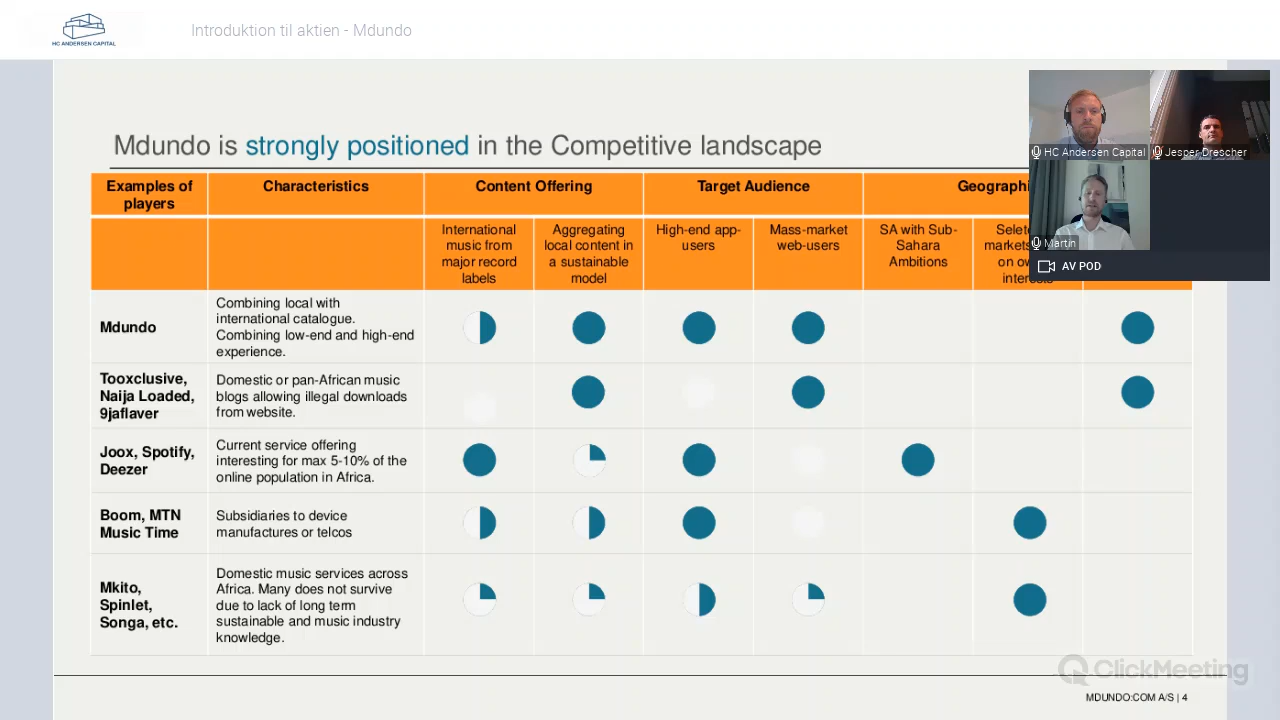 HC ANDERSEN CAPITAL
Introduktion til aktien - Mdundo
Mdundo is strongly positioned in the Competitive landscape
Examples of
players
Characteristics
Content Offering
Target Audience
International
music from
major record
labels
Aggregating
local content in
a sustainable
model
High-end app-
users
Mass-market
web-users
SA with Sub-
Sahara
Ambitions
Mdundo
Combining local with
international catalogue.
Combining low-end and high-end
experience.
Tooxclusive,
Naija Loaded,
9jaflaver
Domestic or pan-African music
blogs allowing illegal downloads
from website.
Joox, Spotify,
Deezer
Current service offering
interesting for max 5-10% of the
online population in Africa.
Boom, MTN
Music Time
Subsidiaries to device
manufactures or telcos
Mkito,
Spinlet,
Songa, etc.
Domestic music services across
Africa. Many does not survive
due to lack of long term
sustainable and music industry
knowledge.
HC Andersen Capital
Jesper Drescher
Martin
AV POD
ClickMeeting
MDUNDO:COM A/S | 4